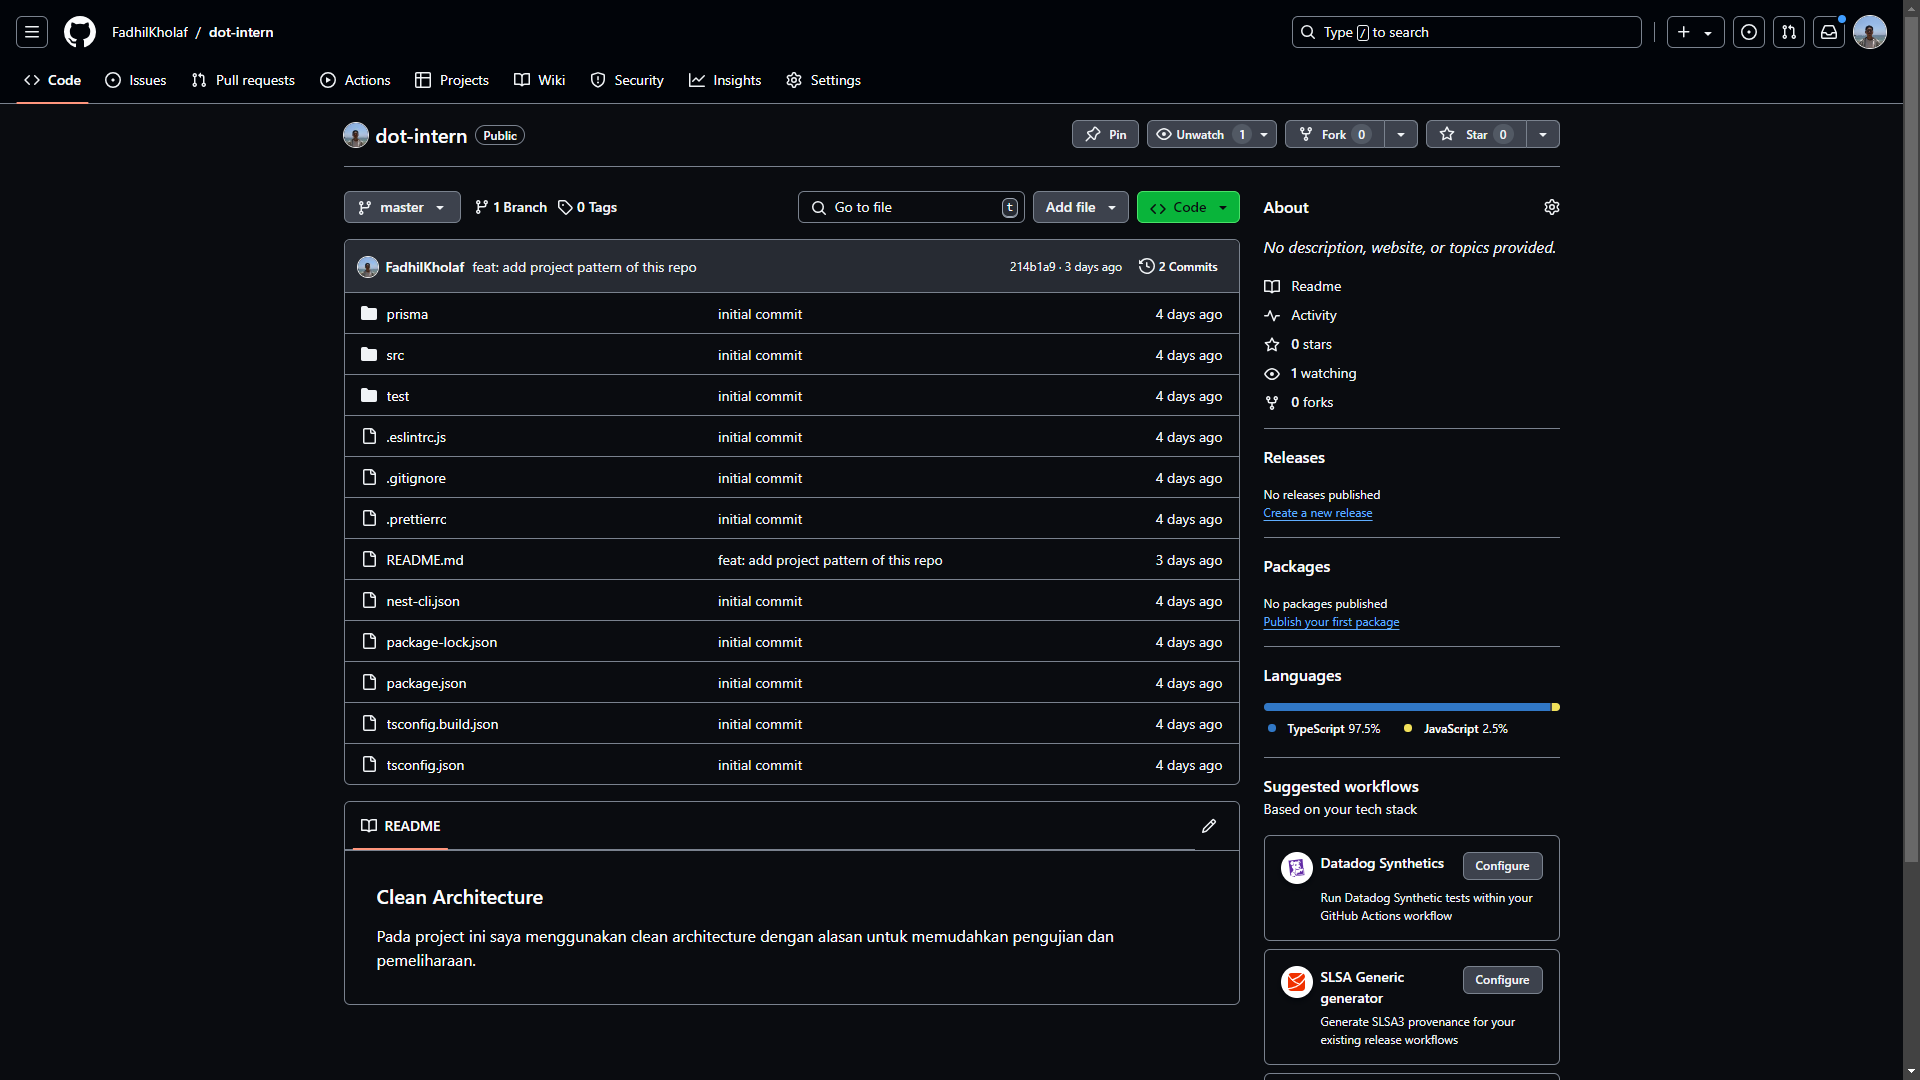 FadhilKholaf / dot-intern
Type / to search
Code Issues Pull requests Actions Projects Wiki Security Insights Settings
dot-intern Public
Pin Unwatch 1 Fork 0 Star 0
master 1 Branch 0 Tags Go to file t Add file Code
FadhilKholaf feat: add project pattern of this repo 214b1a9 · 3 days ago 2 Commits
prisma initial commit 4 days ago
src initial commit 4 days ago
test initial commit 4 days ago
.eslintrc.js initial commit 4 days ago
.gitignore initial commit 4 days ago
.prettierrc initial commit 4 days ago
README.md feat: add project pattern of this repo 3 days ago
nest-cli.json initial commit 4 days ago
package-lock.json initial commit 4 days ago
package.json initial commit 4 days ago
tsconfig.build.json initial commit 4 days ago
tsconfig.json initial commit 4 days ago
README
Clean Architecture
Pada project ini saya menggunakan clean architecture dengan alasan untuk memudahkan pengujian dan
pemeliharaan.
About
No description, website, or topics provided.
Readme
Activity
0 stars
1 watching
0 forks
Releases
No releases published
Create a new release
Packages
No packages published
Publish your first package
Languages
TypeScript 97.5% JavaScript 2.5%
Suggested workflows
Based on your tech stack
Datadog Synthetics Configure
Run Datadog Synthetic tests within your
GitHub Actions workflow
SLSA Generic
generator
Configure
Generate SLSA3 provenance for your
existing release workflows